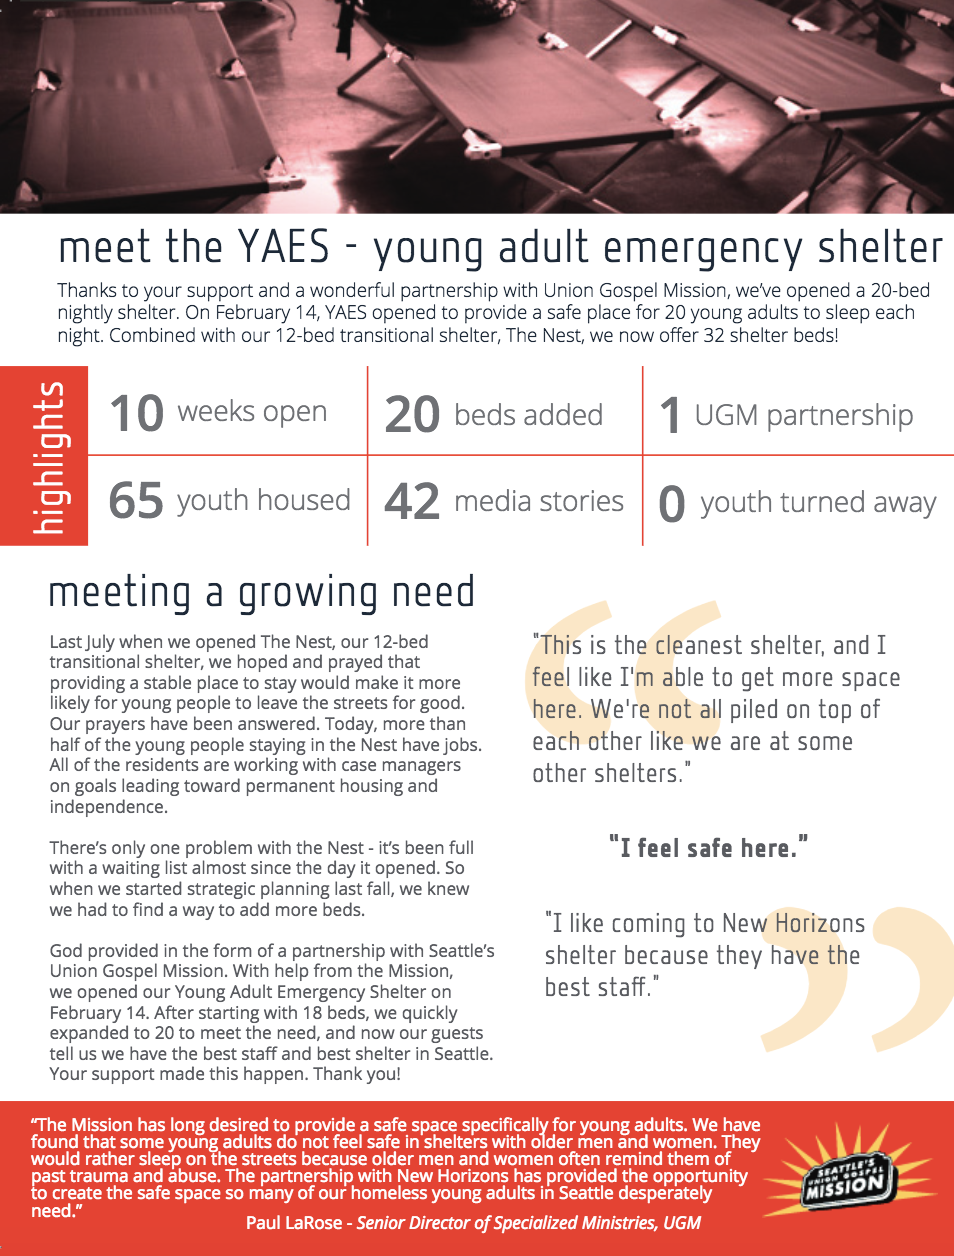 meet the YAES - young adult emergency shelter
Thanks to your support and a wonderful partnership with Union Gospel Mission, we've opened a 20-bed
nightly shelter. On February 14, YAES opened to provide a safe place for 20 young adults to sleep each
night. Combined with our 12-bed transitional shelter, The Nest, we now offer 32 shelter beds!
highlights
10 weeks open
20 beds added
1 UGM partnership
65 youth housed
42 media stories
0 youth turned away
meeting a growing need
Last July when we opened The Nest, our 12-bed
transitional shelter, we hoped and prayed that
providing a stable place to stay would make it more
likely for young people to leave the streets for good.
Our prayers have been answered. Today, more than
half of the young people staying in the Nest have jobs.
All of the residents are working with case managers
on goals leading toward permanent housing and
independence.
There's only one problem with the Nest - it's been full
with a waiting list almost since the day it opened. So
when we started strategic planning last fall, we knew
we had to find a way to add more beds.
God provided in the form of a partnership with Seattle's
Union Gospel Mission. With help from the Mission,
we opened our Young Adult Emergency Shelter on
February 14. After starting with 18 beds, we quickly
expanded to 20 to meet the need, and now our guests
tell us we have the best staff and best shelter in Seattle.
Your support made this happen. Thank you!
"This is the cleanest shelter, and I
feel like I'm able to get more space
here. We're not all piled on top of
each other like we are at some
other shelters."
"I feel safe here."
"I like coming to New Horizons
shelter because they have the
best staff."
"The Mission has long desired to provide a safe space specifically for young adults. We have
found that some young adults do not feel safe in shelters with older men and women. They
would rather sleep on the streets because older men and women often remind them of
past trauma and abuse. The partnership with New Horizons has provided the opportunity
to create the safe space so many of our homeless young adults in Seattle desperately
need."
Paul LaRose - Senior Director of Specialized Ministries, UGM
SEATTLE'S
UNION GOSPEL
MISSION